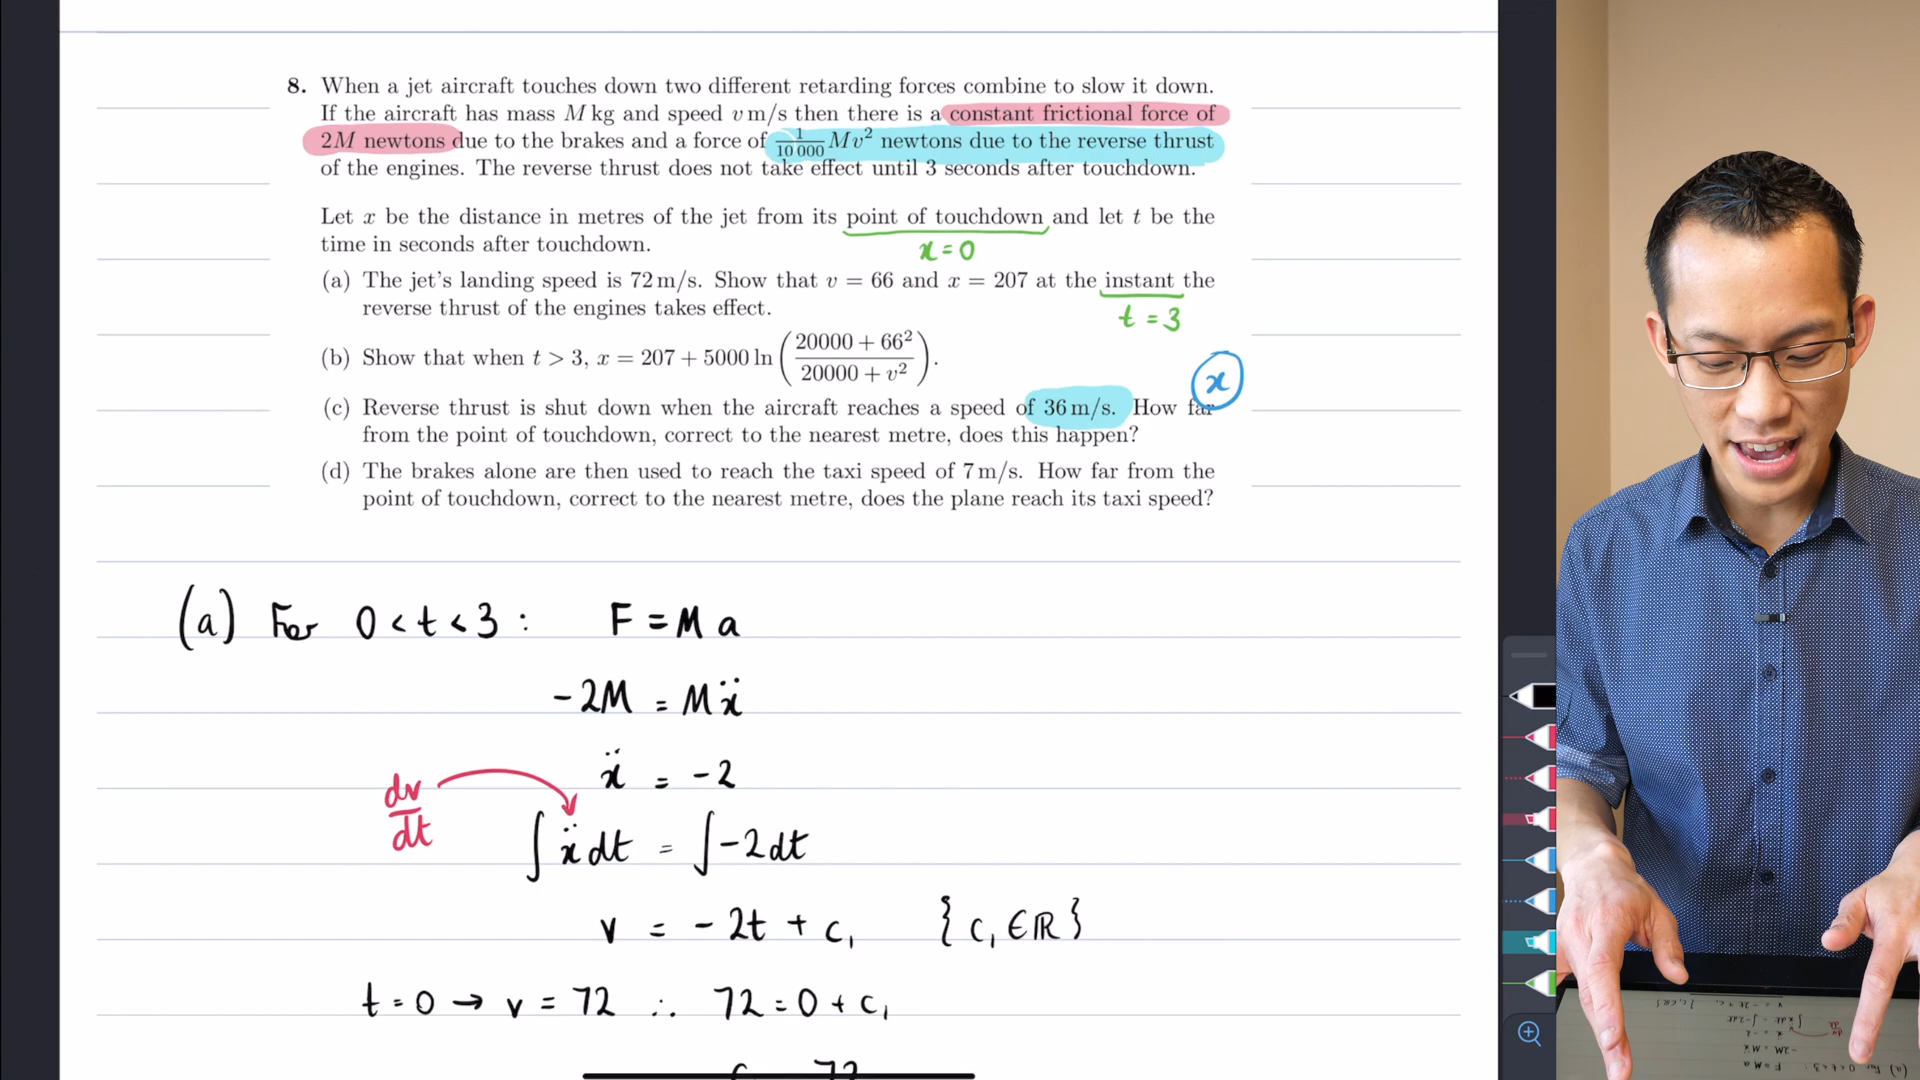 8. When a jet aircraft touches down two different retarding forces combine to slow it down.
If the aircraft has mass M kg and speed v m/s then there is a constant frictional force of
2M newtons due to the brakes and a force of 1/10 000 Mv² newtons due to the reverse thrust
of the engines. The reverse thrust does not take effect until 3 seconds after touchdown.
Let x be the distance in metres of the jet from its point of touchdown and let t be the
time in seconds after touchdown.
x = 0
(a) The jet's landing speed is 72 m/s. Show that v = 66 and x = 207 at the instant the
reverse thrust of the engines takes effect.
t = 3
(b) Show that when t > 3, x = 207 + 5000 ln ( (20000 + 66²) / (20000 + v²) ).
x
(c) Reverse thrust is shut down when the aircraft reaches a speed of 36 m/s. How far
from the point of touchdown, correct to the nearest metre, does this happen?
(d) The brakes alone are then used to reach the taxi speed of 7 m/s. How far from the
point of touchdown, correct to the nearest metre, does the plane reach its taxi speed?
(a) For 0 < t < 3 : F = Ma
-2M = Mẍ
ẍ = -2
dv/dt
∫ ẍ dt = ∫ -2 dt
v = -2t + c₁ { c₁ ∈ ℝ }
t = 0 → v = 72 ∴ 72 = 0 + c₁